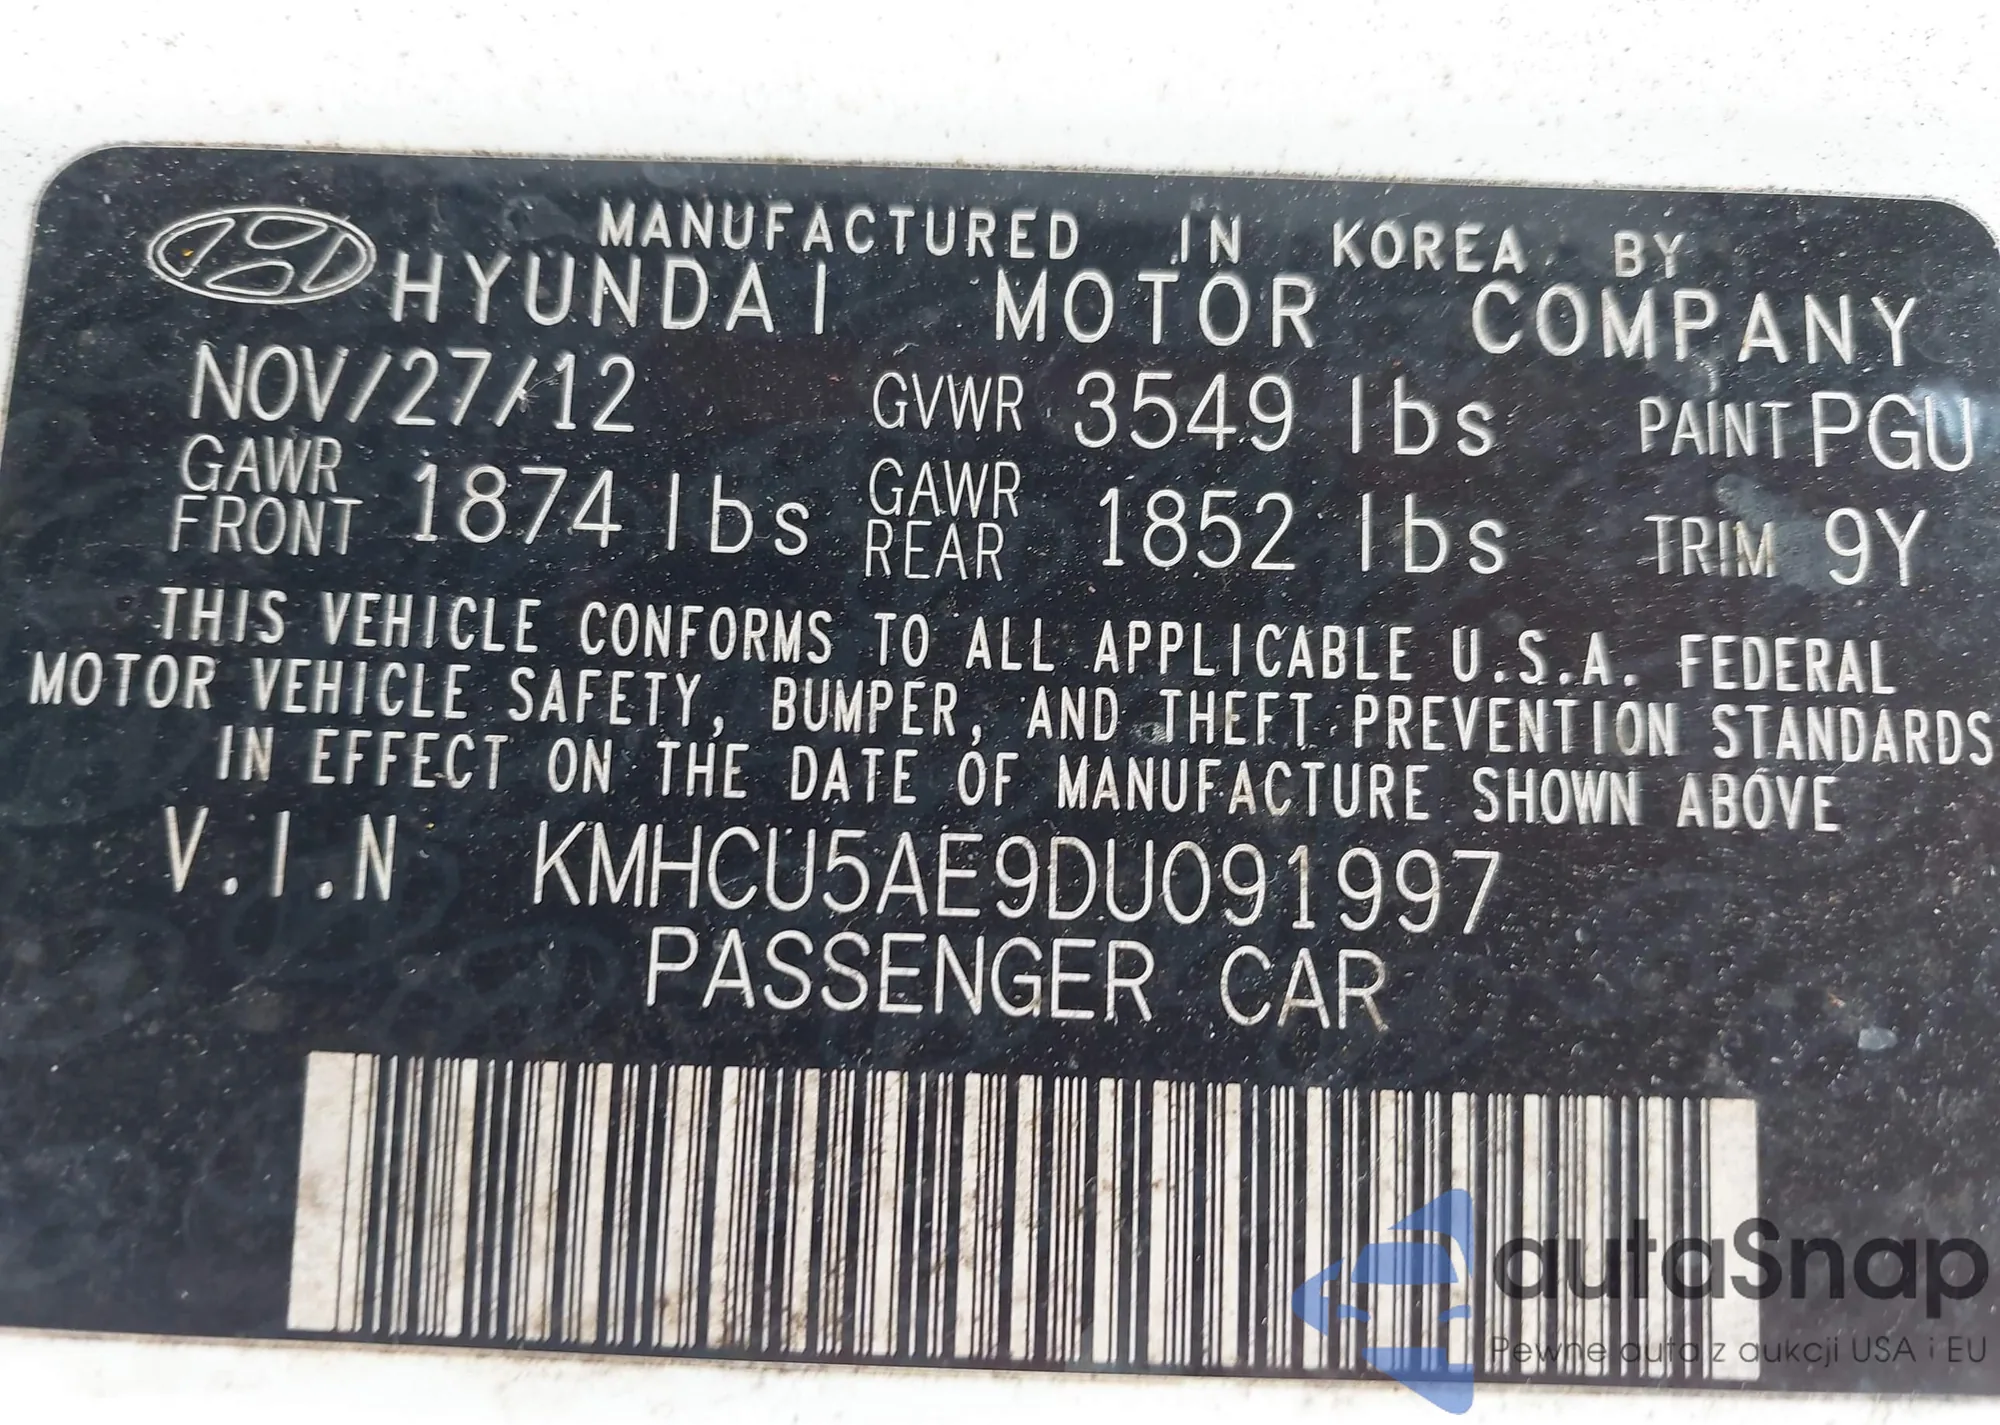 MANUFACTURED IN KOREA BY
HYUNDAI MOTOR COMPANY
NOV/27/12 GVWR 3549 lbs PAINT PGU
GAWR FRONT 1874 lbs GAWR REAR 1852 lbs TRIM 9Y
THIS VEHICLE CONFORMS TO ALL APPLICABLE U.S.A. FEDERAL
MOTOR VEHICLE SAFETY, BUMPER, AND THEFT PREVENTION STANDARDS
IN EFFECT ON THE DATE OF MANUFACTURE SHOWN ABOVE
V.I.N KMHCU5AE9DU091997
PASSENGER CAR
autaSnap
Pewne auta z aukcji USA i EU